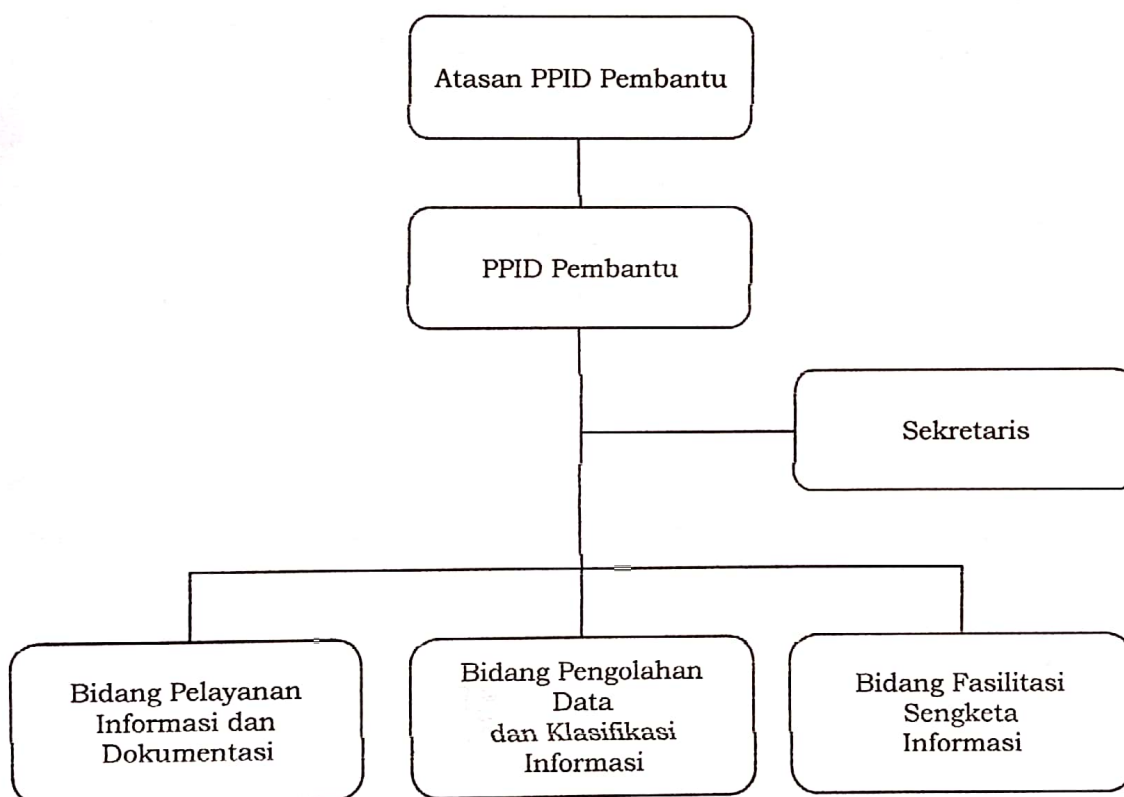 Atasan PPID Pembantu
PPID Pembantu
Sekretaris
Bidang Pelayanan
Informasi dan
Dokumentasi
Bidang Pengolahan
Data
dan Klasifikasi
Informasi
Bidang Fasilitasi
Sengketa
Informasi